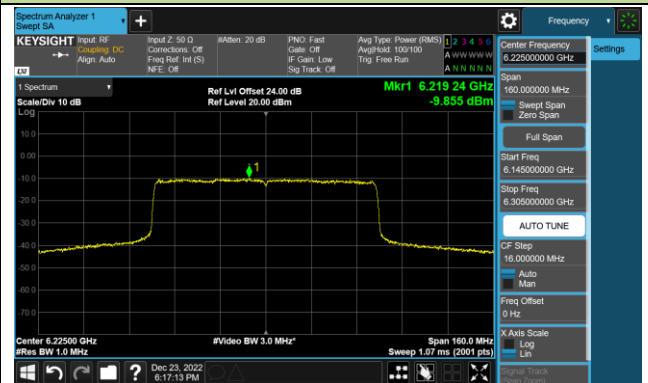 Spectrum Analyzer 1
Swept SA
Frequency
KEYSIGHT
Input: RF
Coupling: DC
Align: Auto
Input Z: 50 Ω
Corrections: Off
Freq Ref: Int (S)
NFE: Off
#Atten: 20 dB
PNO: Fast
Gate: Off
IF Gain: Low
Sig Track: Off
Avg Type: Power (RMS)
Avg|Hold: 100/100
Trig: Free Run
1 2 3 4 5 6
A W W W W W
A N N N N N
LXI
1 Spectrum
Scale/Div 10 dB
Log
Ref Lvl Offset 24.00 dB
Ref Level 20.00 dBm
Mkr1 6.219 24 GHz
-9.855 dBm
10.0
0.00
-10.0
-20.0
-30.0
-40.0
-50.0
-60.0
-70.0
1
Center 6.22500 GHz
#Res BW 1.0 MHz
#Video BW 3.0 MHz*
Span 160.0 MHz
Sweep 1.07 ms (2001 pts)
Dec 23, 2022
6:17:13 PM
Center Frequency
6.225000000 GHz
Settings
Span
160.000000 MHz
Swept Span
Zero Span
Full Span
Start Freq
6.145000000 GHz
Stop Freq
6.305000000 GHz
AUTO TUNE
CF Step
16.000000 MHz
Auto
Man
Freq Offset
0 Hz
X Axis Scale
Log
Lin
Signal Track
(Span Zoom)